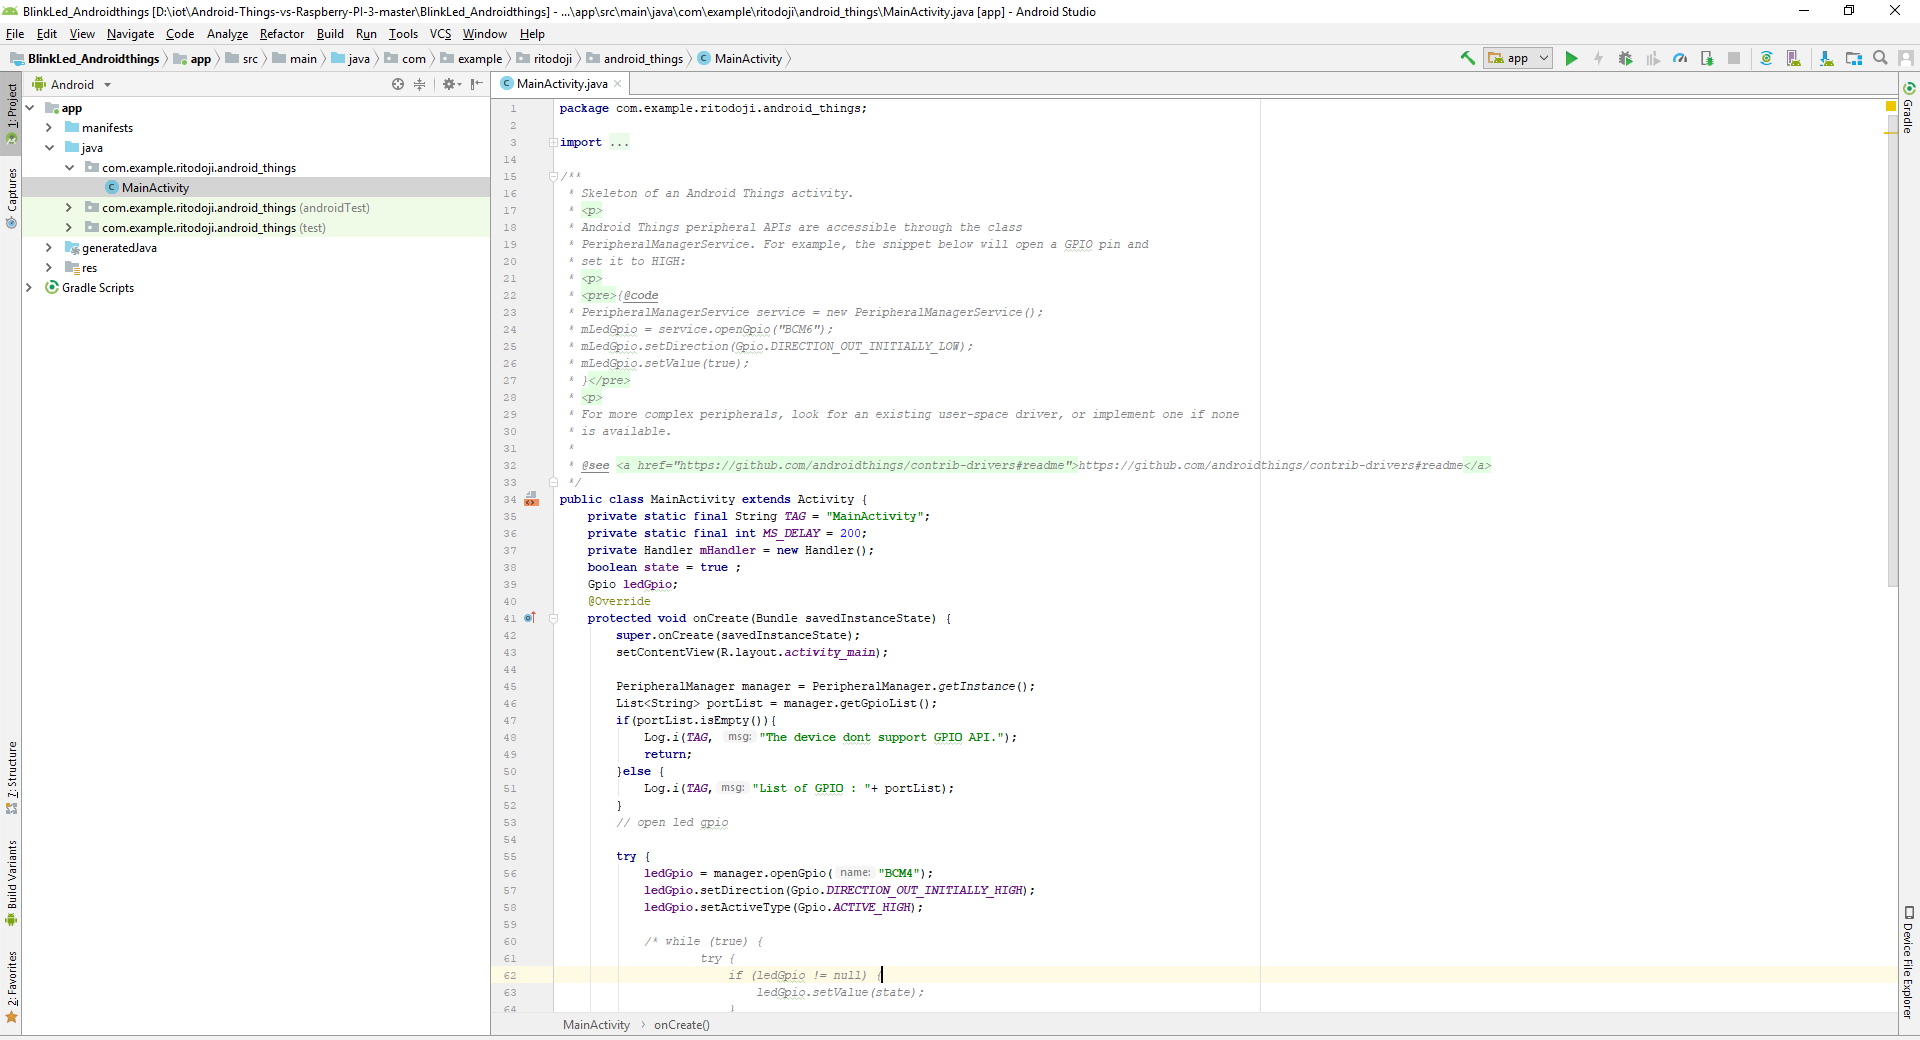 BlinkLed_Androidthings [D:\iot\Android-Things-vs-Raspberry-PI-3-master\BlinkLed_Androidthings] - ...\app\src\main\java\com\example\ritodoji\android_things\MainActivity.java [app] - Android Studio
File Edit View Navigate Code Analyze Refactor Build Run Tools VCS Window Help
BlinkLed_Androidthings app src main java com example ritodoji android_things MainActivity app
1: Project
Captures
7: Structure
Build Variants
2: Favorites
Android
app
manifests
java
com.example.ritodoji.android_things
MainActivity
com.example.ritodoji.android_things (androidTest)
com.example.ritodoji.android_things (test)
generatedJava
res
Gradle Scripts
MainActivity.java
1 package com.example.ritodoji.android_things;
2
3 import ...
14
15 /**
16 * Skeleton of an Android Things activity.
17 * <p>
18 * Android Things peripheral APIs are accessible through the class
19 * PeripheralManagerService. For example, the snippet below will open a GPIO pin and
20 * set it to HIGH:
21 * <p>
22 * <pre>{@code
23 * PeripheralManagerService service = new PeripheralManagerService();
24 * mLedGpio = service.openGpio("BCM6");
25 * mLedGpio.setDirection(Gpio.DIRECTION_OUT_INITIALLY_LOW);
26 * mLedGpio.setValue(true);
27 * }</pre>
28 * <p>
29 * For more complex peripherals, look for an existing user-space driver, or implement one if none
30 * is available.
31 *
32 * @see <a href="https://github.com/androidthings/contrib-drivers#readme">https://github.com/androidthings/contrib-drivers#readme</a>
33 */
34 public class MainActivity extends Activity {
35 private static final String TAG = "MainActivity";
36 private static final int MS_DELAY = 200;
37 private Handler mHandler = new Handler();
38 boolean state = true ;
39 Gpio ledGpio;
40 @Override
41 protected void onCreate(Bundle savedInstanceState) {
42 super.onCreate(savedInstanceState);
43 setContentView(R.layout.activity_main);
44
45 PeripheralManager manager = PeripheralManager.getInstance();
46 List<String> portList = manager.getGpioList();
47 if(portList.isEmpty()){
48 Log.i(TAG, msg: "The device dont support GPIO API.");
49 return;
50 }else {
51 Log.i(TAG, msg: "List of GPIO : "+ portList);
52 }
53 // open led gpio
54
55 try {
56 ledGpio = manager.openGpio( name: "BCM4");
57 ledGpio.setDirection(Gpio.DIRECTION_OUT_INITIALLY_HIGH);
58 ledGpio.setActiveType(Gpio.ACTIVE_HIGH);
59
60 /* while (true) {
61 try {
62 if (ledGpio != null) {
63 ledGpio.setValue(state);
64 }
MainActivity onCreate()
Gradle
Device File Explorer